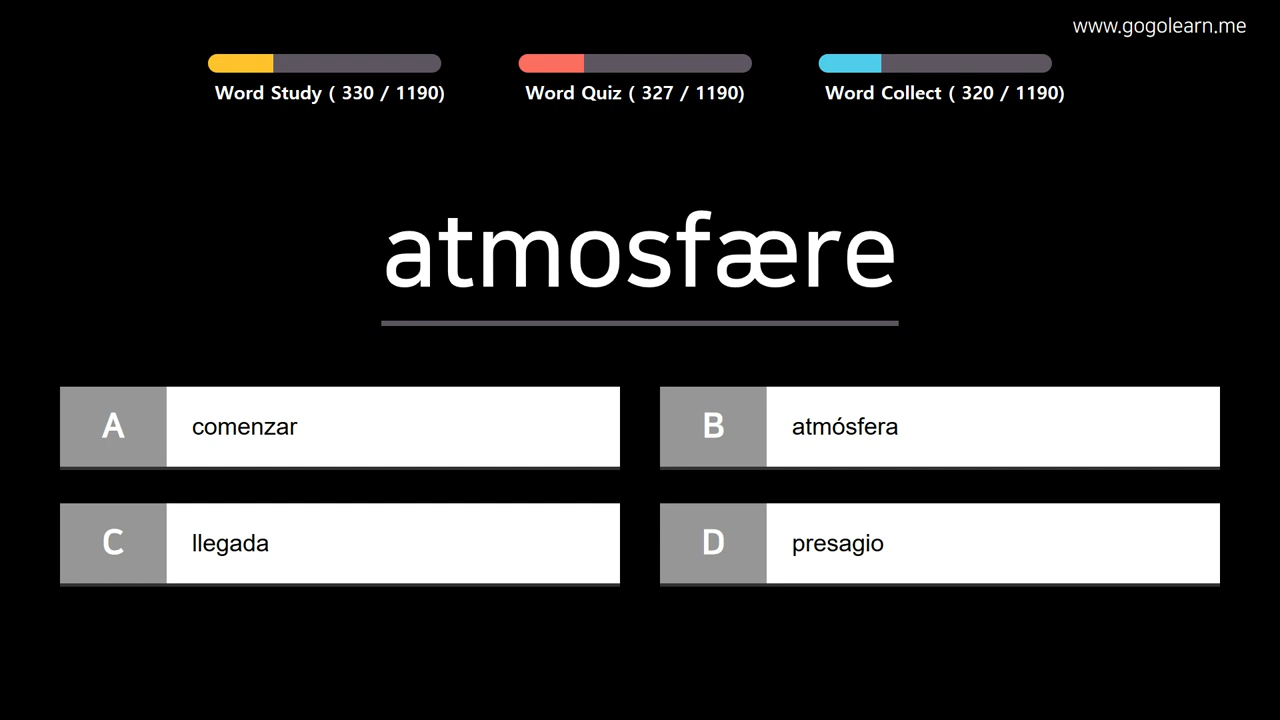 www.gogolearn.me
Word Study ( 330 / 1190)
Word Quiz ( 327 / 1190)
Word Collect ( 320 / 1190)
atmosfære
A
comenzar
B
atmósfera
C
llegada
D
presagio